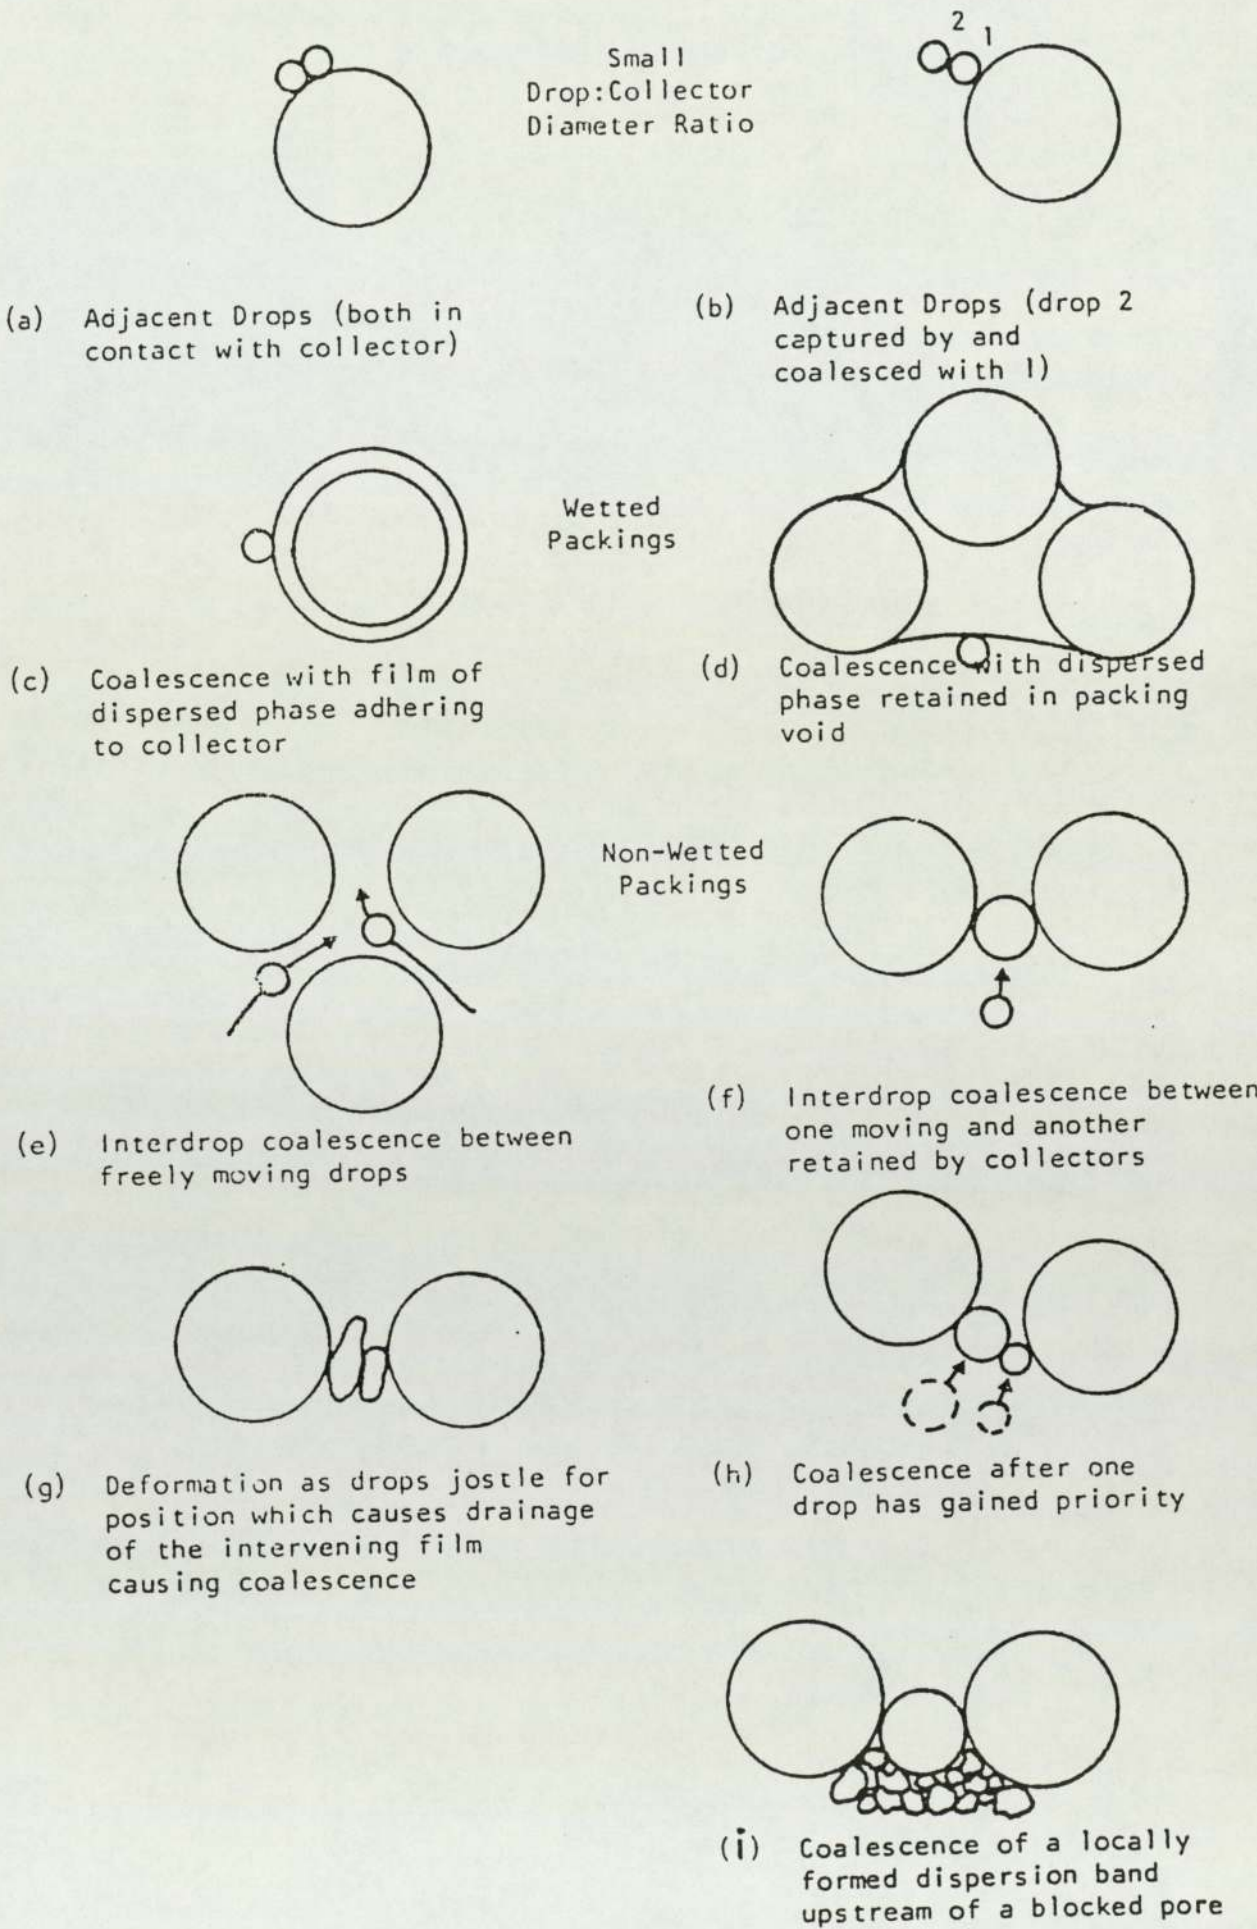 2 1
Small
Drop:Collector
Diameter Ratio
(a) Adjacent Drops (both in
contact with collector)
(b) Adjacent Drops (drop 2
captured by and
coalesced with 1)
Wetted
Packings
(c) Coalescence with film of
dispersed phase adhering
to collector
(d) Coalescence with dispersed
phase retained in packing
void
Non-Wetted
Packings
(e) Interdrop coalescence between
freely moving drops
(f) Interdrop coalescence between
one moving and another
retained by collectors
(g) Deformation as drops jostle for
position which causes drainage
of the intervening film
causing coalescence
(h) Coalescence after one
drop has gained priority
(i) Coalescence of a locally
formed dispersion band
upstream of a blocked pore